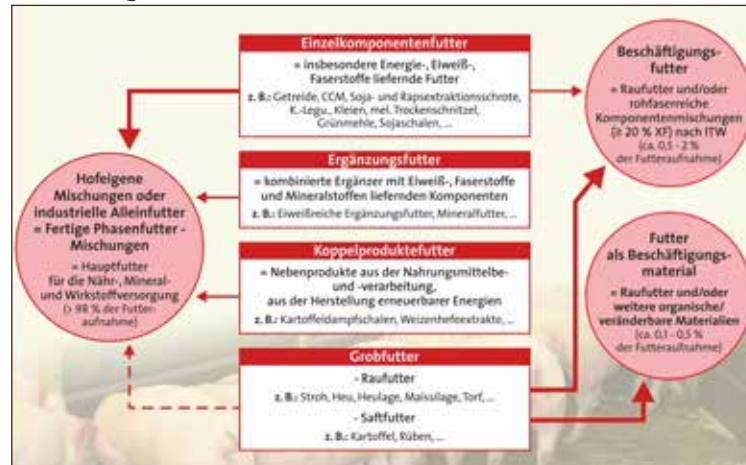 Einzelkomponentenfutter
= insbesondere Energie-, Eiweiß-,
Faserstoffe liefernde Futter
z. B.: Getreide, CCM, Soja- und Rapsextraktionsschrote,
K.-Legu., Kleien, mel. Trockenschnitzel,
Grünmehle, Sojaschalen, ...
Ergänzungsfutter
= kombinierte Ergänzer mit Eiweiß-, Faserstoffe
und Mineralstoffen liefernden Komponenten
z. B.: Eiweißreiche Ergänzungsfutter, Mineralfutter, ...
Koppelproduktefutter
= Nebenprodukte aus der Nahrungsmittelbe-
und -verarbeitung,
aus der Herstellung erneuerbarer Energien
z. B.: Kartoffeldampfschalen, Weizenhefeextrakte, ...
Grobfutter
- Raufutter
z. B.: Stroh, Heu, Heulage, Maissilage, Torf, ...
- Saftfutter
z. B.: Kartoffel, Rüben, ...
Hofeigene
Mischungen oder
industrielle Alleinfutter
= Fertige Phasenfutter -
Mischungen
= Hauptfutter
für die Nähr-, Mineral-
und Wirkstoffversorgung
(> 98 % der Futter-
aufnahme)
Beschäftigungs-
futter
= Raufutter und/oder
rohfaserreiche
Komponentenmischungen
(≥ 20 % XF) nach ITW
(ca. 0,5 - 2 %
der Futteraufnahme)
Futter
als Beschäftigungs-
material
= Raufutter und/oder
weitere organische/
veränderbare Materialien
(ca. 0,1 - 0,5 %
der Futteraufnahme)